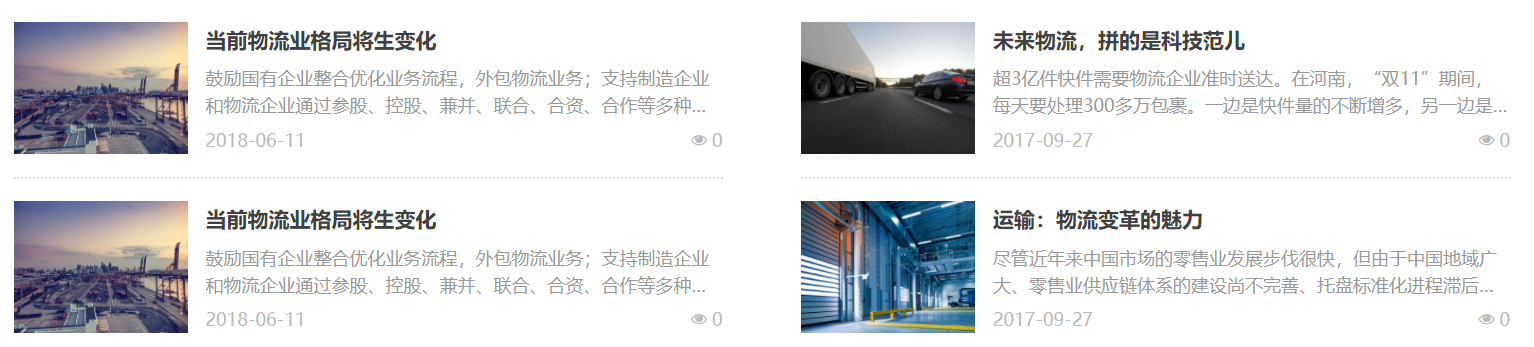 当前物流业格局将生变化
鼓励国有企业整合优化业务流程，外包物流业务；支持制造企业
和物流企业通过参股、控股、兼并、联合、合资、合作等多种...
2018-06-11
0
未来物流，拼的是科技范儿
超3亿件快件需要物流企业准时送达。在河南，“双11”期间，
每天要处理300多万包裹。一边是快件量的不断增多，另一边是...
2017-09-27
0
当前物流业格局将生变化
鼓励国有企业整合优化业务流程，外包物流业务；支持制造企业
和物流企业通过参股、控股、兼并、联合、合资、合作等多种...
2018-06-11
0
运输：物流变革的魅力
尽管近年来中国市场的零售业发展步伐很快，但由于中国地域广
大、零售业供应链体系的建设尚不完善、托盘标准化进程滞后...
2017-09-27
0